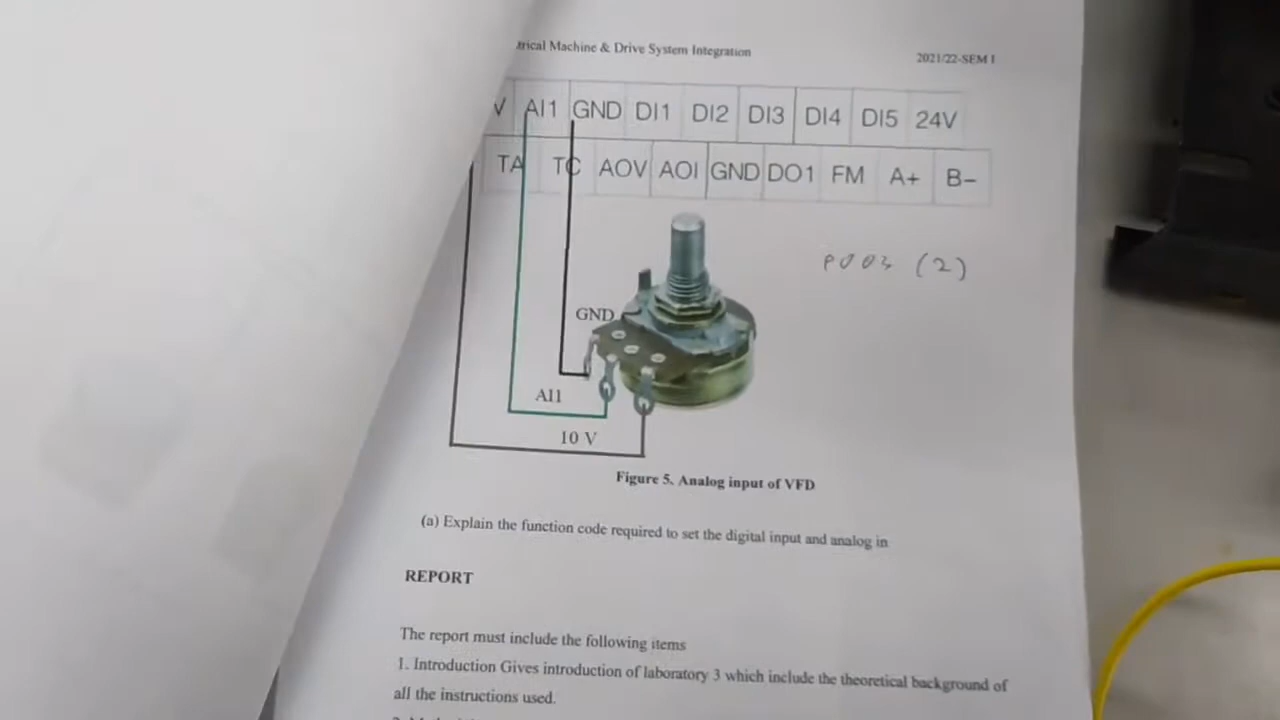 Machine & Drive System Integration
2021/22-SEM 1
V AI1 GND DI1 DI2 DI3 DI4 DI5 24V
TA TC AOV AOI GND DO1 FM A+ B-
P003 (2)
GND
AI1
10 V
Figure 5. Analog input of VFD
(a) Explain the function code required to set the digital input and analog in
REPORT
The report must include the following items
1. Introduction Gives introduction of laboratory 3 which include the theoretical background of
all the instructions used.